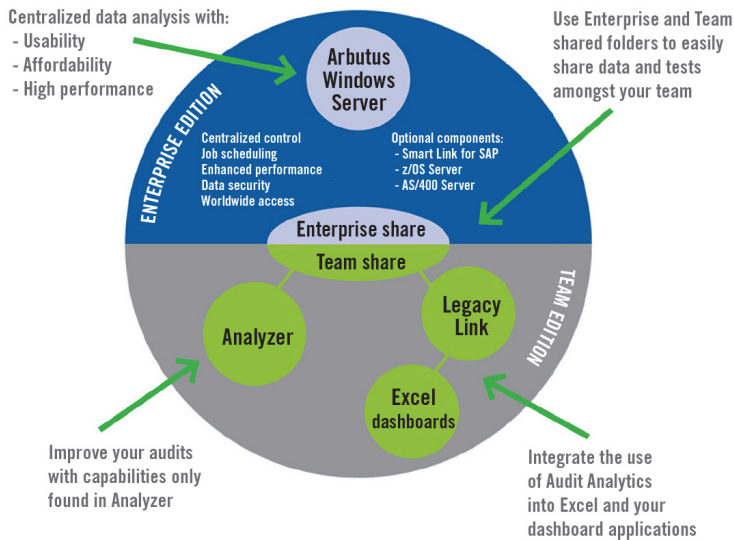 Centralized data analysis with:
- Usability
- Affordability
- High performance
Use Enterprise and Team
shared folders to easily
share data and tests
amongst your team
Arbutus
Windows
Server
ENTERPRISE EDITION
Centralized control
Job scheduling
Enhanced performance
Data security
Worldwide access
Optional components:
- Smart Link for SAP
- z/OS Server
- AS/400 Server
Enterprise share
Team share
TEAM EDITION
Analyzer
Legacy
Link
Excel
dashboards
Improve your audits
with capabilities only
found in Analyzer
Integrate the use
of Audit Analytics
into Excel and your
dashboard applications